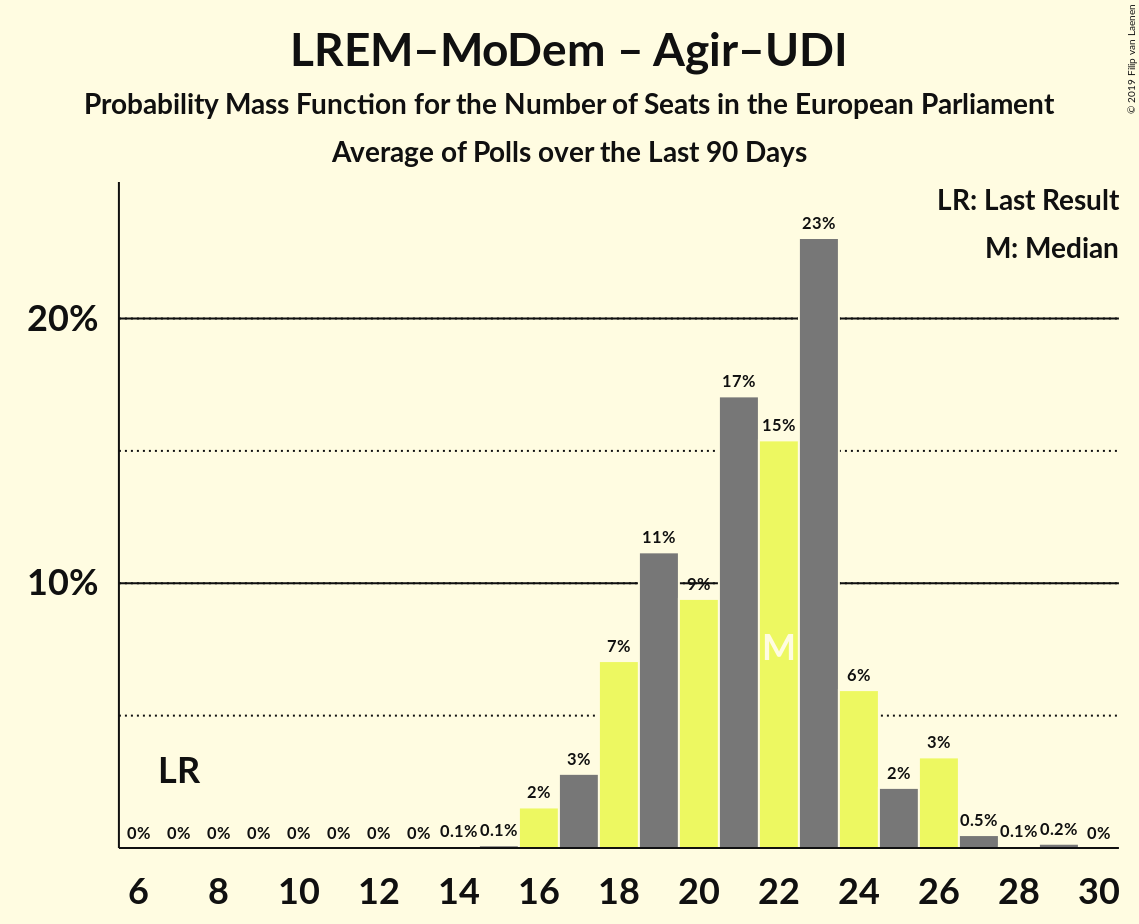 LREM–MoDem – Agir–UDI
Probability Mass Function for the Number of Seats in the European Parliament
Average of Polls over the Last 90 Days
© 2019 Filip van Laenen
LR: Last Result
M: Median
20%
10%
LR
M
0% 0% 0% 0% 0% 0% 0% 0% 0.1% 0.1% 2% 3% 7% 11% 9% 17% 15% 23% 6% 2% 3% 0.5% 0.1% 0.2% 0%
6 8 10 12 14 16 18 20 22 24 26 28 30